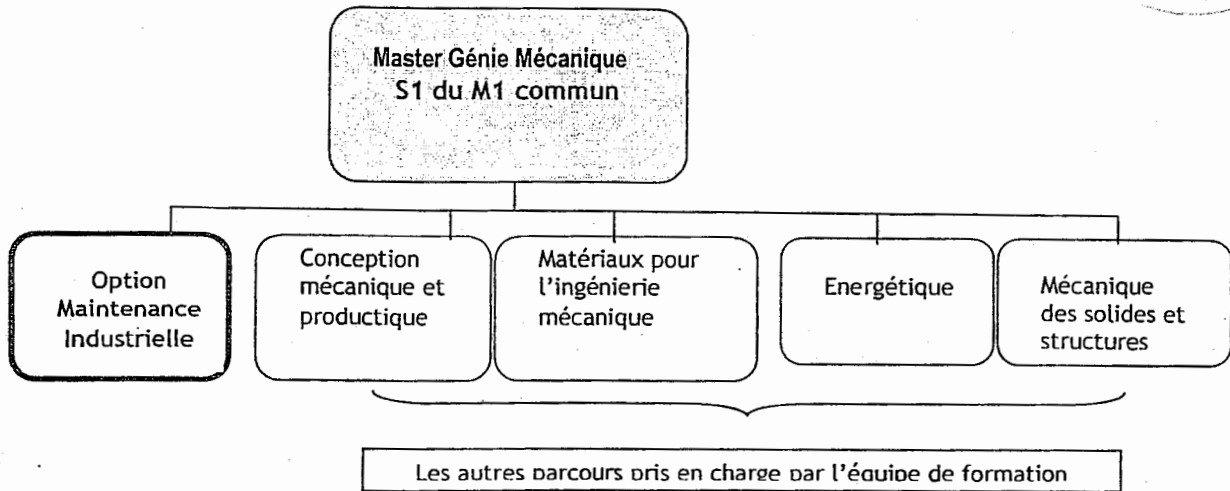 Master Génie Mécanique
S1 du M1 commun
Option
Maintenance
Industrielle
Conception
mécanique et
productique
Matériaux pour
l'ingénierie
mécanique
Energétique
Mécanique
des solides et
structures
Les autres parcours pris en charge par l'équipe de formation